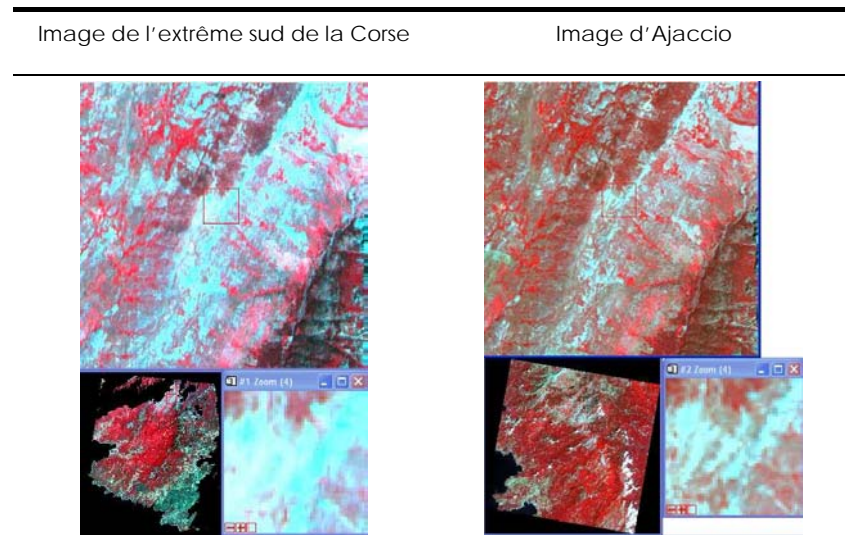 Image de l'extrême sud de la Corse
Image d'Ajaccio
#1 Zoom (4)
#2 Zoom (4)